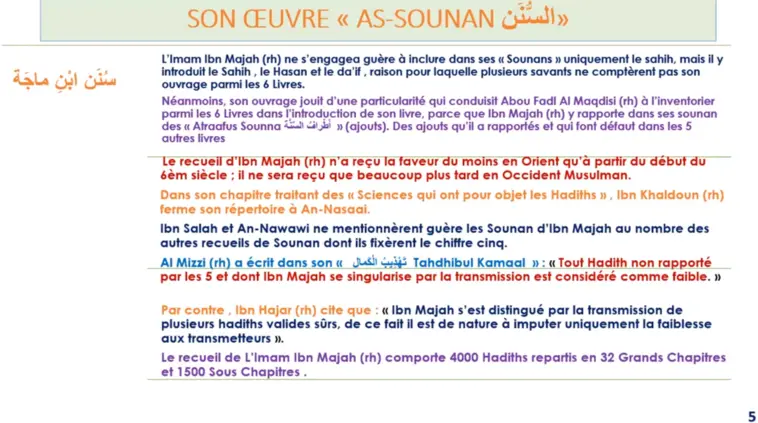 SON ŒUVRE « AS-SOUNAN السُّنَن»
سُنَن ابْنِ ماجَة
L'Imam Ibn Majah (rh) ne s'engagea guère à inclure dans ses « Sounans » uniquement le sahih, mais il y
introduit le Sahih , le Hasan et le da'if , raison pour laquelle plusieurs savants ne comptèrent pas son
ouvrage parmi les 6 Livres.
Néanmoins, son ouvrage jouit d'une particularité qui conduisit Abou Fadl Al Maqdisi (rh) à l'inventorier
parmi les 6 Livres dans l'introduction de son livre, parce que Ibn Majah (rh) y rapporte dans ses sounan
des « Atraafus Sounna أَطْرَافُ السُّنَّة » (ajouts). Des ajouts qu'il a rapportés et qui font défaut dans les 5
autres livres
Le recueil d'Ibn Majah (rh) n'a reçu la faveur du moins en Orient qu'à partir du début du
6èm siècle ; il ne sera reçu que beaucoup plus tard en Occident Musulman.
Dans son chapitre traitant des « Sciences qui ont pour objet les Hadiths » , Ibn Khaldoun (rh)
ferme son répertoire à An-Nasaai.
Ibn Salah et An-Nawawi ne mentionnèrent guère les Sounan d'Ibn Majah au nombre des
autres recueils de Sounan dont ils fixèrent le chiffre cinq.
Al Mizzi (rh) a écrit dans son « تَهْذِيبُ الْكَمِالِ Tahdhibul Kamaal » : « Tout Hadith non rapporté
par les 5 et dont Ibn Majah se singularise par la transmission est considéré comme faible. »
Par contre , Ibn Hajar (rh) cite que : « Ibn Majah s'est distingué par la transmission de
plusieurs hadiths valides sûrs, de ce fait il est de nature à imputer uniquement la faiblesse
aux transmetteurs ».
Le recueil de L'Imam Ibn Majah (rh) comporte 4000 Hadiths repartis en 32 Grands Chapitres
et 1500 Sous Chapitres .
5